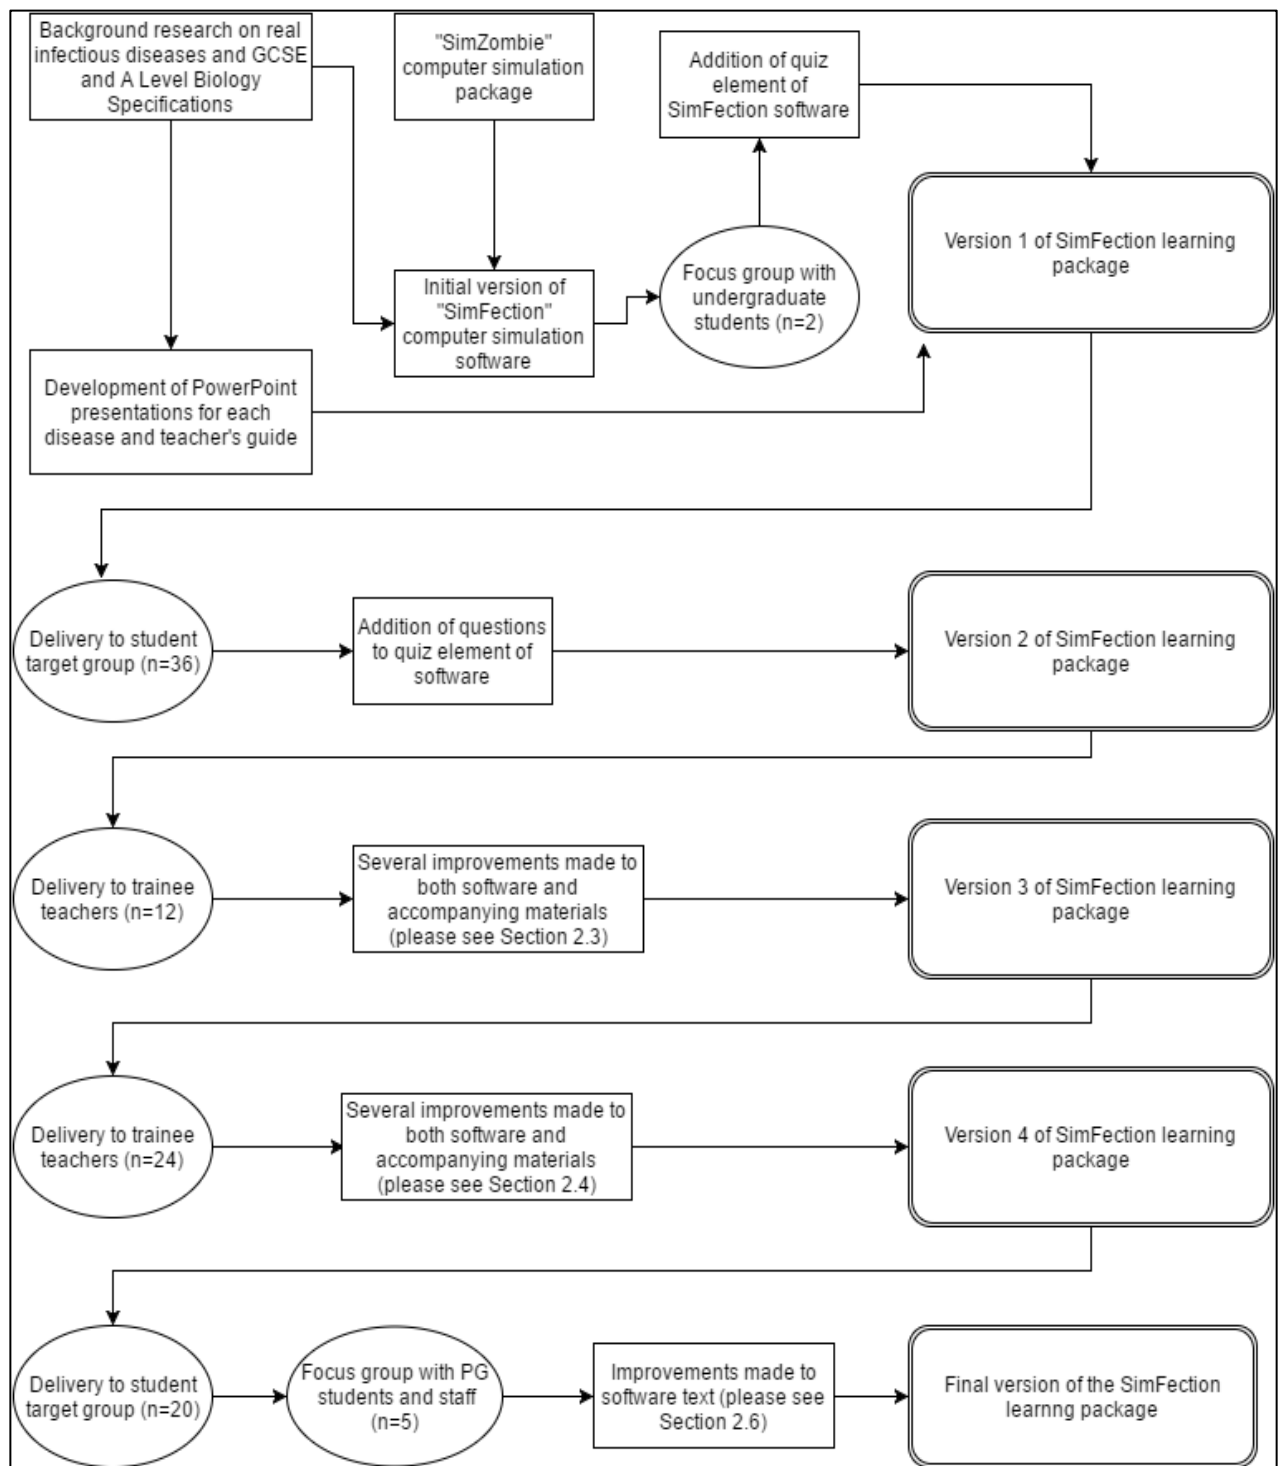 Background research on real
infectious diseases and GCSE
and A Level Biology
Specifications
"SimZombie"
computer simulation
package
Addition of quiz
element of
SimFection software
Version 1 of SimFection learning
package
Focus group with
undergraduate
students (n=2)
Initial version of
"SimFection"
computer simulation
software
Development of PowerPoint
presentations for each
disease and teacher's guide
Delivery to student
target group (n=36)
Addition of questions
to quiz element of
software
Version 2 of SimFection learning
package
Delivery to trainee
teachers (n=12)
Several improvements made to
both software and
accompanying materials
(please see Section 2.3)
Version 3 of SimFection learning
package
Delivery to trainee
teachers (n=24)
Several improvements made to
both software and
accompanying materials
(please see Section 2.4)
Version 4 of SimFection learning
package
Delivery to student
target group (n=20)
Focus group with PG
students and staff
(n=5)
Improvements made to
software text (please see
Section 2.6)
Final version of the SimFection
learnng package